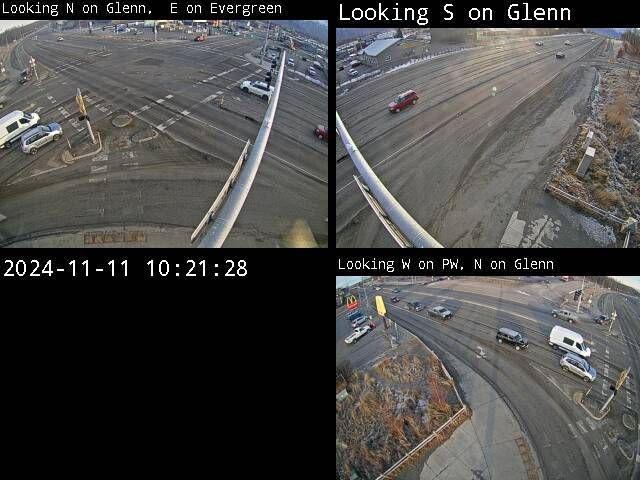 Looking N on Glenn,  E on Evergreen
Looking S on Glenn
2024-11-11 10:21:28
Looking W on PW, N on Glenn